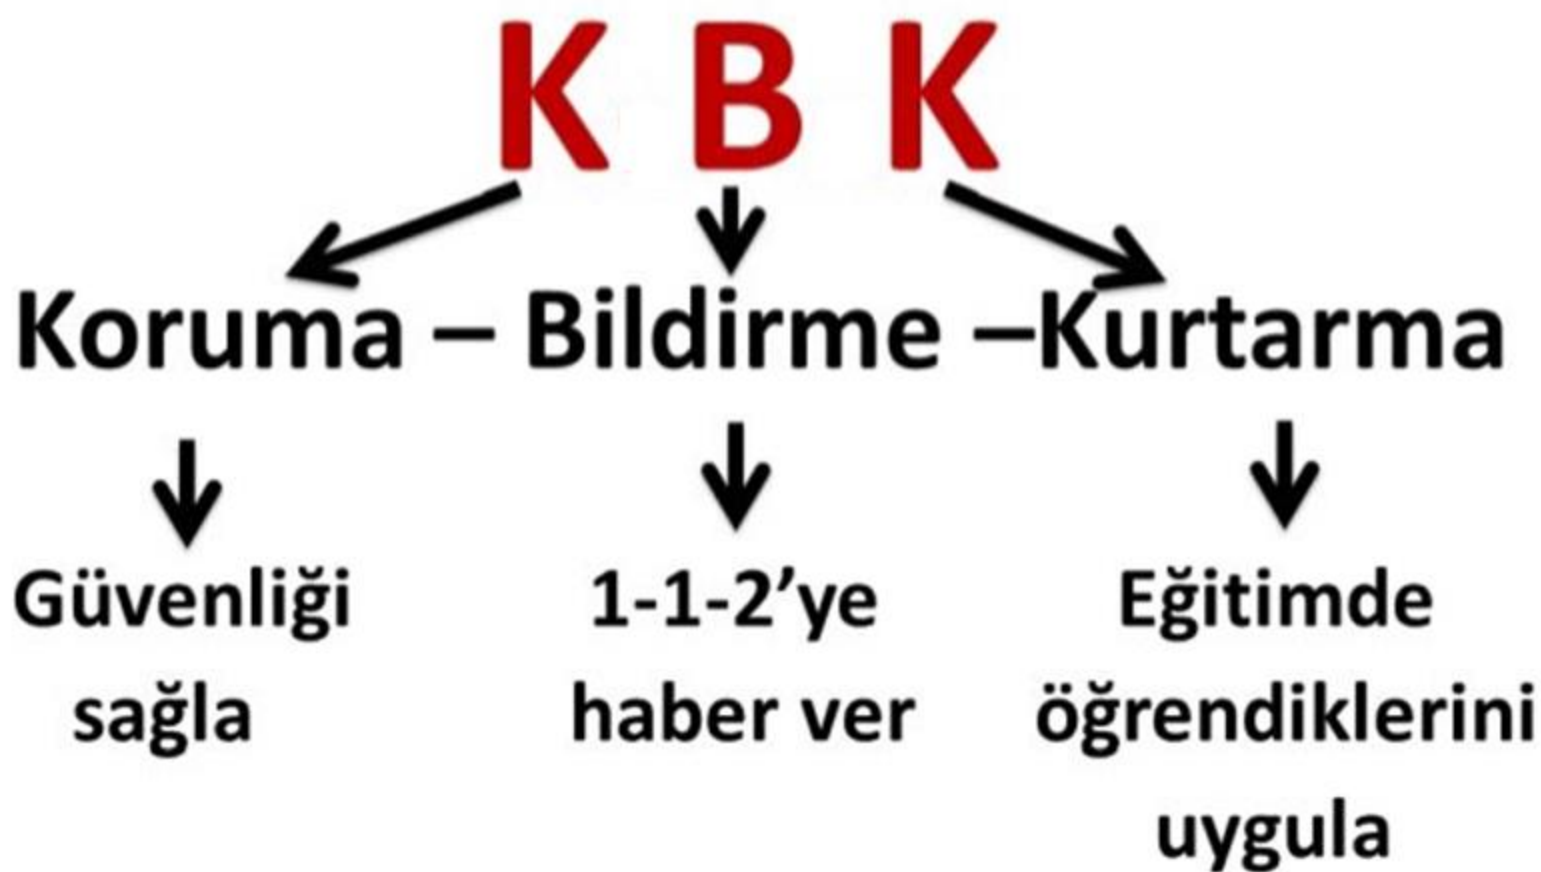 K B K
Koruma – Bildirme –Kurtarma
Güvenliği
sağla
1-1-2’ye
haber ver
Eğitimde
öğrendiklerini
uygula